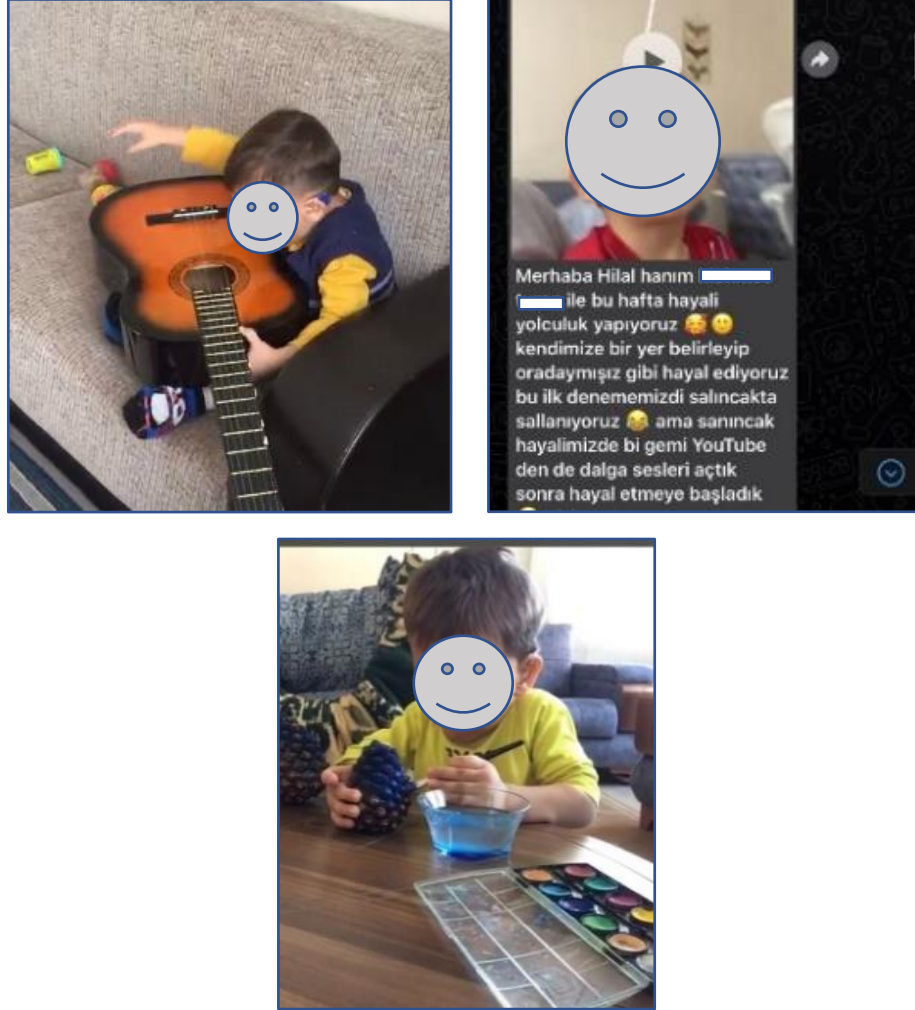 Merhaba Hilal hanım
ile bu hafta hayali
yolculuk yapıyoruz 🥰 🙂
kendimize bir yer belirleyip
oradaymışız gibi hayal ediyoruz
bu ilk denememizdi salıncakta
sallanıyoruz 😂 ama sanıncak
hayalimizde bi gemi YouTube
den de dalga sesleri açtık
sonra hayal etmeye başladık